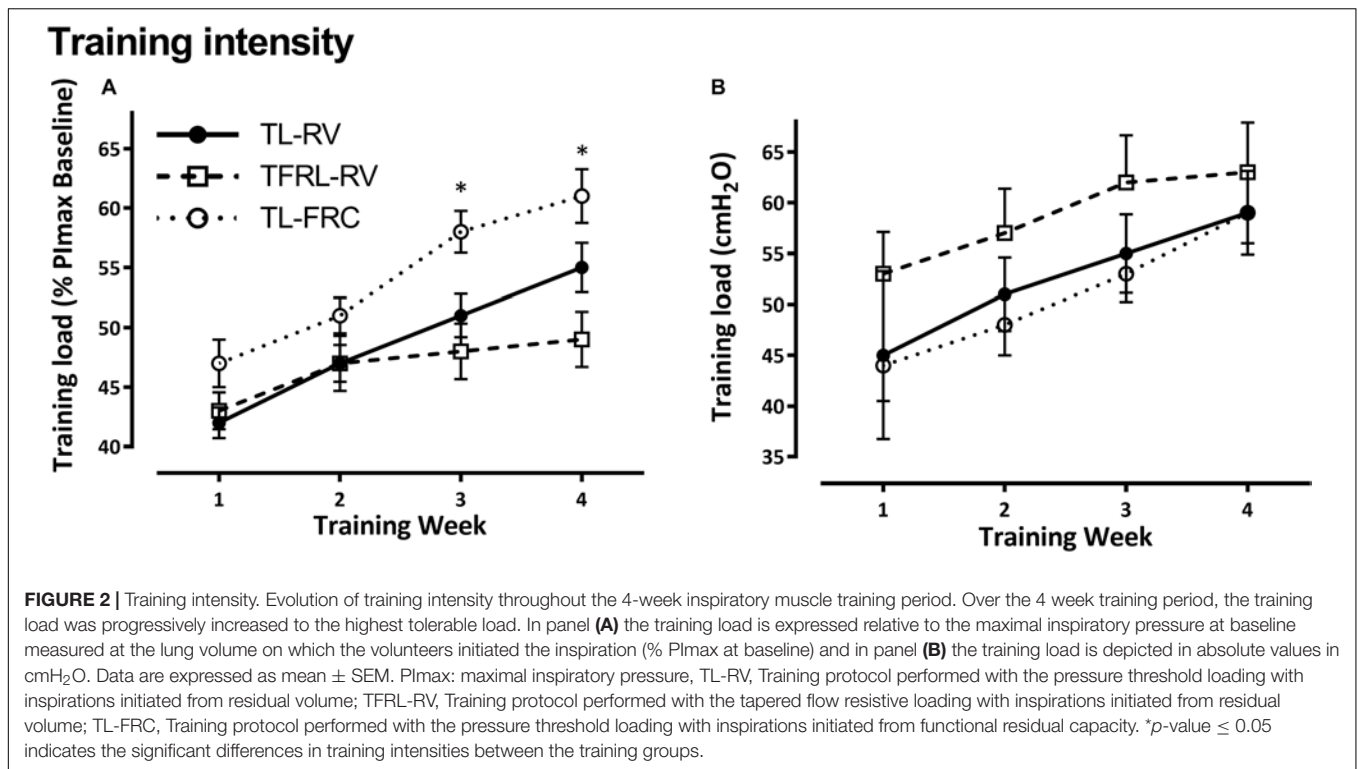 Training intensity
A
Training load (% PImax Baseline)
65
60
55
50
45
40
TL-RV
TFRL-RV
TL-FRC
*
*
1 2 3 4
Training Week
B
Training load (cmH₂O)
65
60
55
50
45
40
35
1 2 3 4
Training Week
FIGURE 2 | Training intensity. Evolution of training intensity throughout the 4-week inspiratory muscle training period. Over the 4 week training period, the training
load was progressively increased to the highest tolerable load. In panel (A) the training load is expressed relative to the maximal inspiratory pressure at baseline
measured at the lung volume on which the volunteers initiated the inspiration (% PImax at baseline) and in panel (B) the training load is depicted in absolute values in
cmH₂O. Data are expressed as mean ± SEM. PImax: maximal inspiratory pressure, TL-RV, Training protocol performed with the pressure threshold loading with
inspirations initiated from residual volume; TFRL-RV, Training protocol performed with the tapered flow resistive loading with inspirations initiated from residual
volume; TL-FRC, Training protocol performed with the pressure threshold loading with inspirations initiated from functional residual capacity. *p-value ≤ 0.05
indicates the significant differences in training intensities between the training groups.